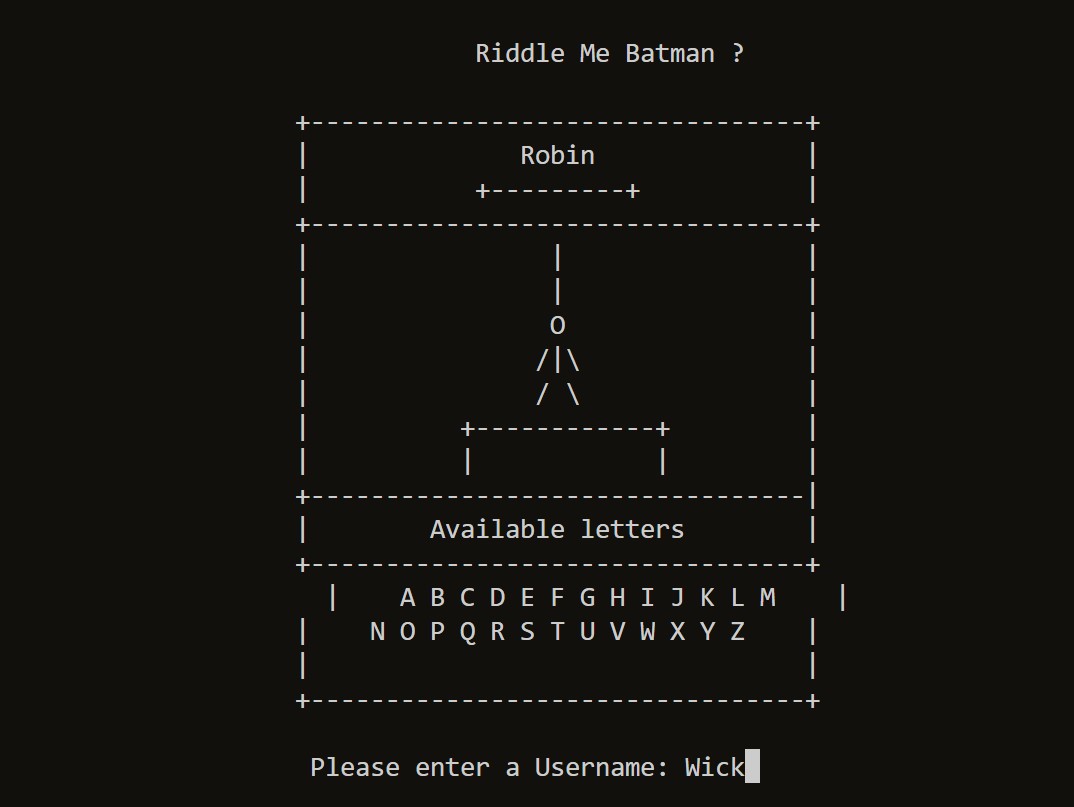 Riddle Me Batman ?
+---------------------------------+
|              Robin              |
|           +---------+           |
+---------------------------------+
|                |                |
|                |                |
|                O                |
|               /|\               |
|               / \               |
|          +------------+         |
|          |            |         |
+---------------------------------|
|        Available letters        |
+---------------------------------+
|    A B C D E F G H I J K L M    |
|    N O P Q R S T U V W X Y Z    |
|                                 |
+---------------------------------+
Please enter a Username: Wick